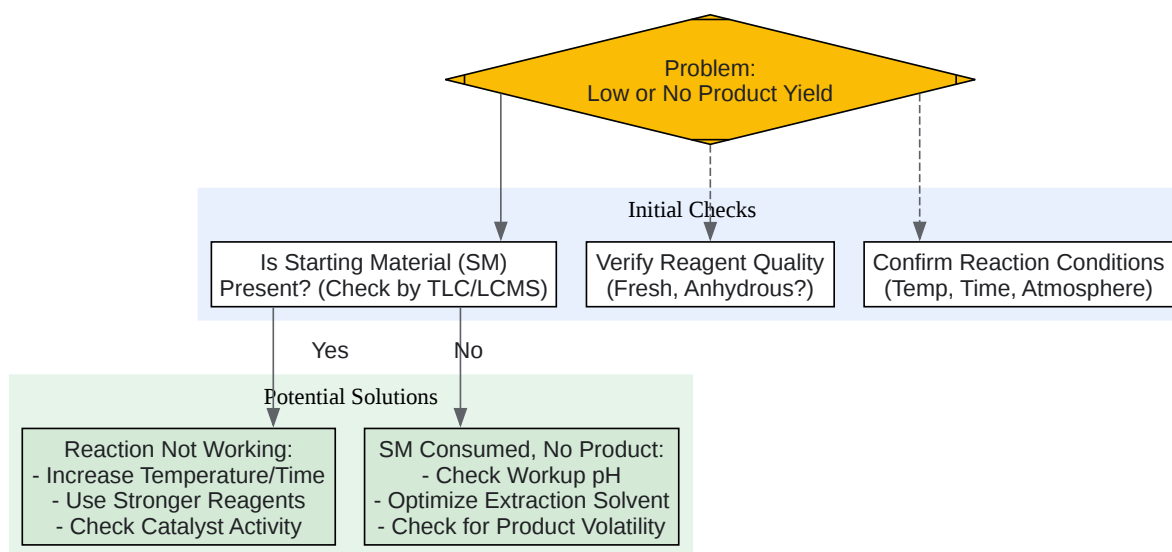 Problem:
Low or No Product Yield
Initial Checks
Is Starting Material (SM)
Present? (Check by TLC/LCMS)
Verify Reagent Quality
(Fresh, Anhydrous?)
Confirm Reaction Conditions
(Temp, Time, Atmosphere)
Yes
No
Potential Solutions
Reaction Not Working:
- Increase Temperature/Time
- Use Stronger Reagents
- Check Catalyst Activity
SM Consumed, No Product:
- Check Workup pH
- Optimize Extraction Solvent
- Check for Product Volatility